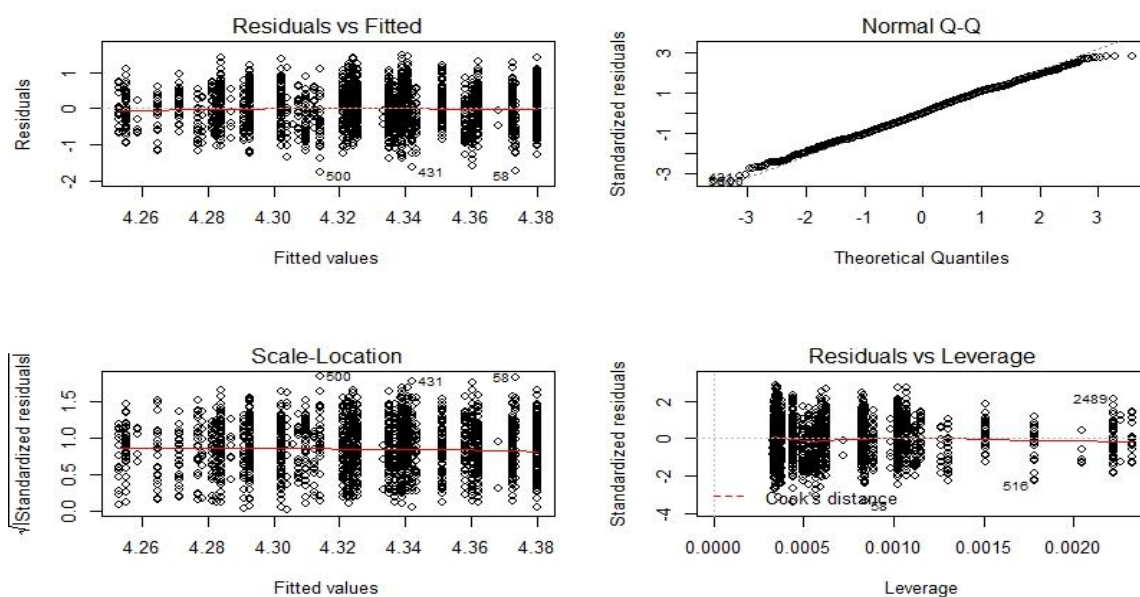 Residuals vs Fitted
Residuals
1
0
-1
-2
500
431
58
4.26 4.28 4.30 4.32 4.34 4.36 4.38
Fitted values
Normal Q-Q
Standardized residuals
3
1
-1
-3
-3 -2 -1 0 1 2 3
Theoretical Quantiles
Scale-Location
√|Standardized residuals|
1.5
1.0
0.5
0.0
500
431
58
4.26 4.28 4.30 4.32 4.34 4.36 4.38
Fitted values
Residuals vs Leverage
Standardized residuals
2
0
-2
-4
2489
516
58
Cook's distance
0.0000 0.0005 0.0010 0.0015 0.0020
Leverage